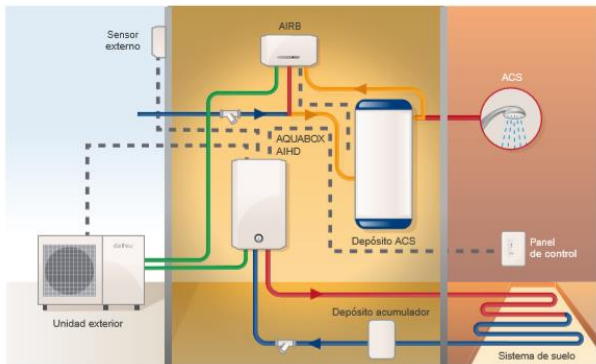 Sensor
externo
AIRB
ACS
AQUABOX
AIHD
Depósito ACS
Panel
de control
Unidad exterior
Depósito acumulador
Sistema de suelo